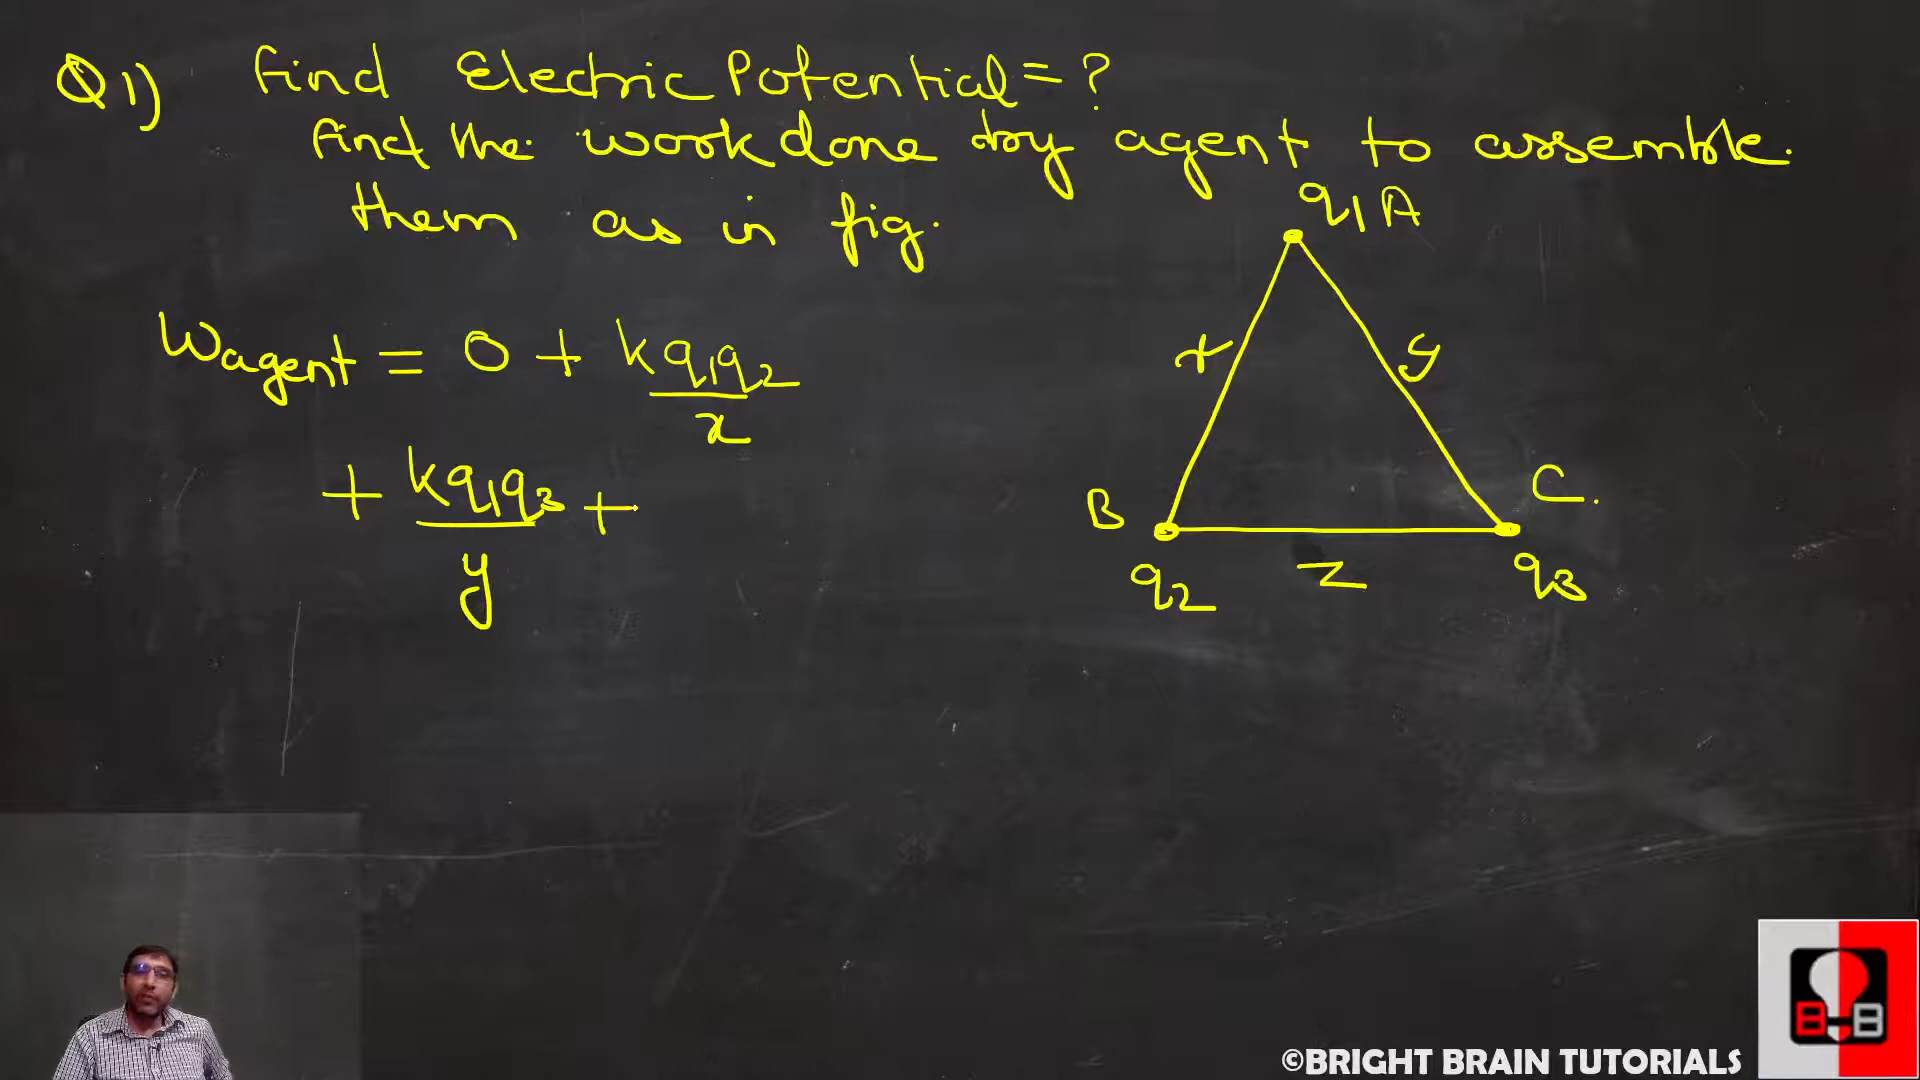 Q1) Find Electric Potential = ?
Find the work done by agent to assemble
them as in fig.
q1 A
Wagent = 0 + kq1q2
x
x
y
+ kq1q3 +
y
B
C.
q2
z
q3
B B
©BRIGHT BRAIN TUTORIALS